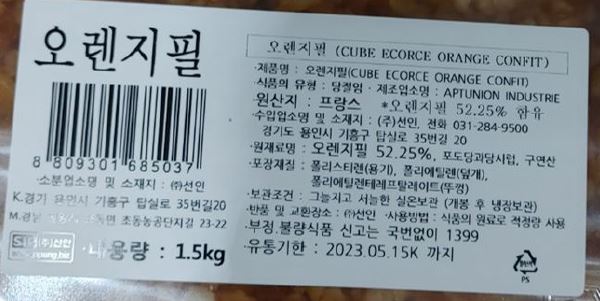 오렌지필
8 809301 685037
·소분업소명 및 소재지 : ㈜선인
K.경기 용인시 기흥구 탑실로 35번길20
초동농공단지길 23-22
내용량 : 1.5kg
오렌지필 (CUBE ECORCE ORANGE CONFIT)
·제품명 : 오렌지필(CUBE ECORCE ORANGE CONFIT)
·식품의 유형 : 당절임 · 제조업소명 : APTUNION INDUSTRIE
원산지 : 프랑스 *오렌지필 52.25% 함유
·수입업소명 및 소재지 : (주)선인, 전화 031-284-9500
경기도 용인시 기흥구 탑실로 35번길 20
·원재료명 : 오렌지필 52.25%, 포도당과당시럽, 구연산
·포장재질 : 폴리스티렌(용기), 폴리에틸렌(덮개),
폴리에틸렌테레프탈레이트(뚜껑)
·보관조건 : 그늘지고 서늘한 실온보관 (개봉 후 냉장보관)
·반품 및 교환장소 : ㈜선인 ·사용방법 : 식품의 원료로 적정량 사용
·부정.불량식품 신고는 국번없이 1399
·유통기한 : 2023.05.15K 까지
PS